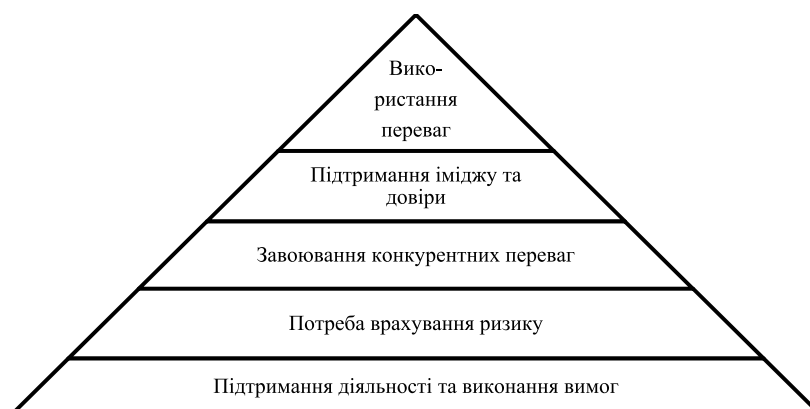 Вико-
ристання
переваг
Підтримання іміджу та
довіри
Завоювання конкурентних переваг
Потреба врахування ризику
Підтримання діяльності та виконання вимог